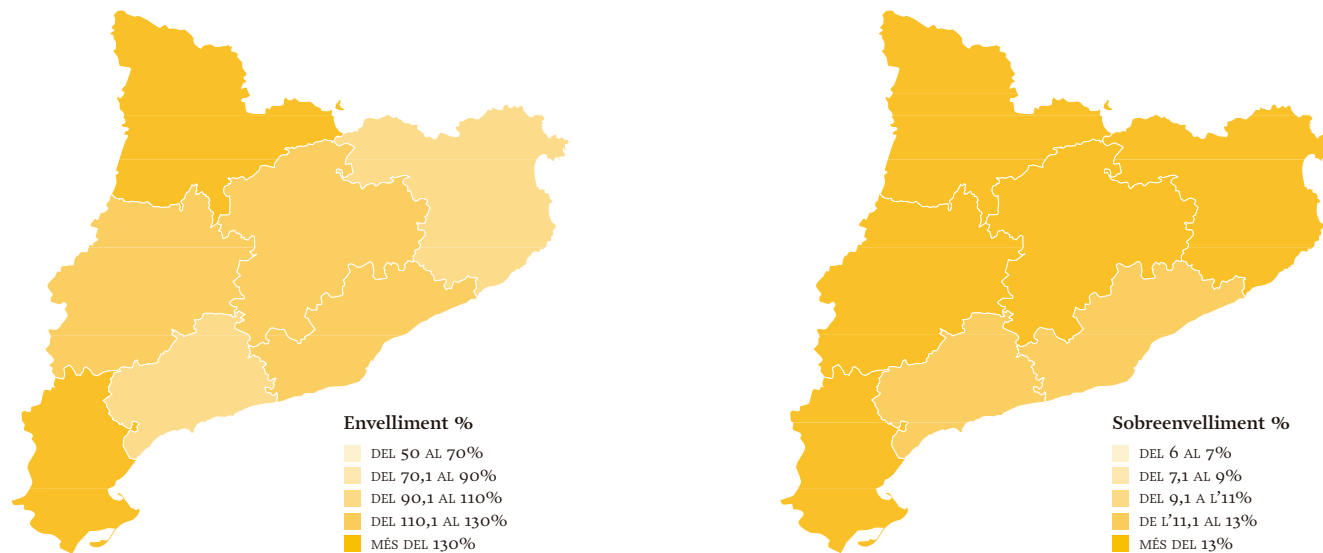 Envelliment %
DEL 50 AL 70%
DEL 70,1 AL 90%
DEL 90,1 AL 110%
DEL 110,1 AL 130%
MÉS DEL 130%
Sobreenvelliment %
DEL 6 AL 7%
DEL 7,1 AL 9%
DEL 9,1 A L'11%
DE L'11,1 AL 13%
MÉS DEL 13%